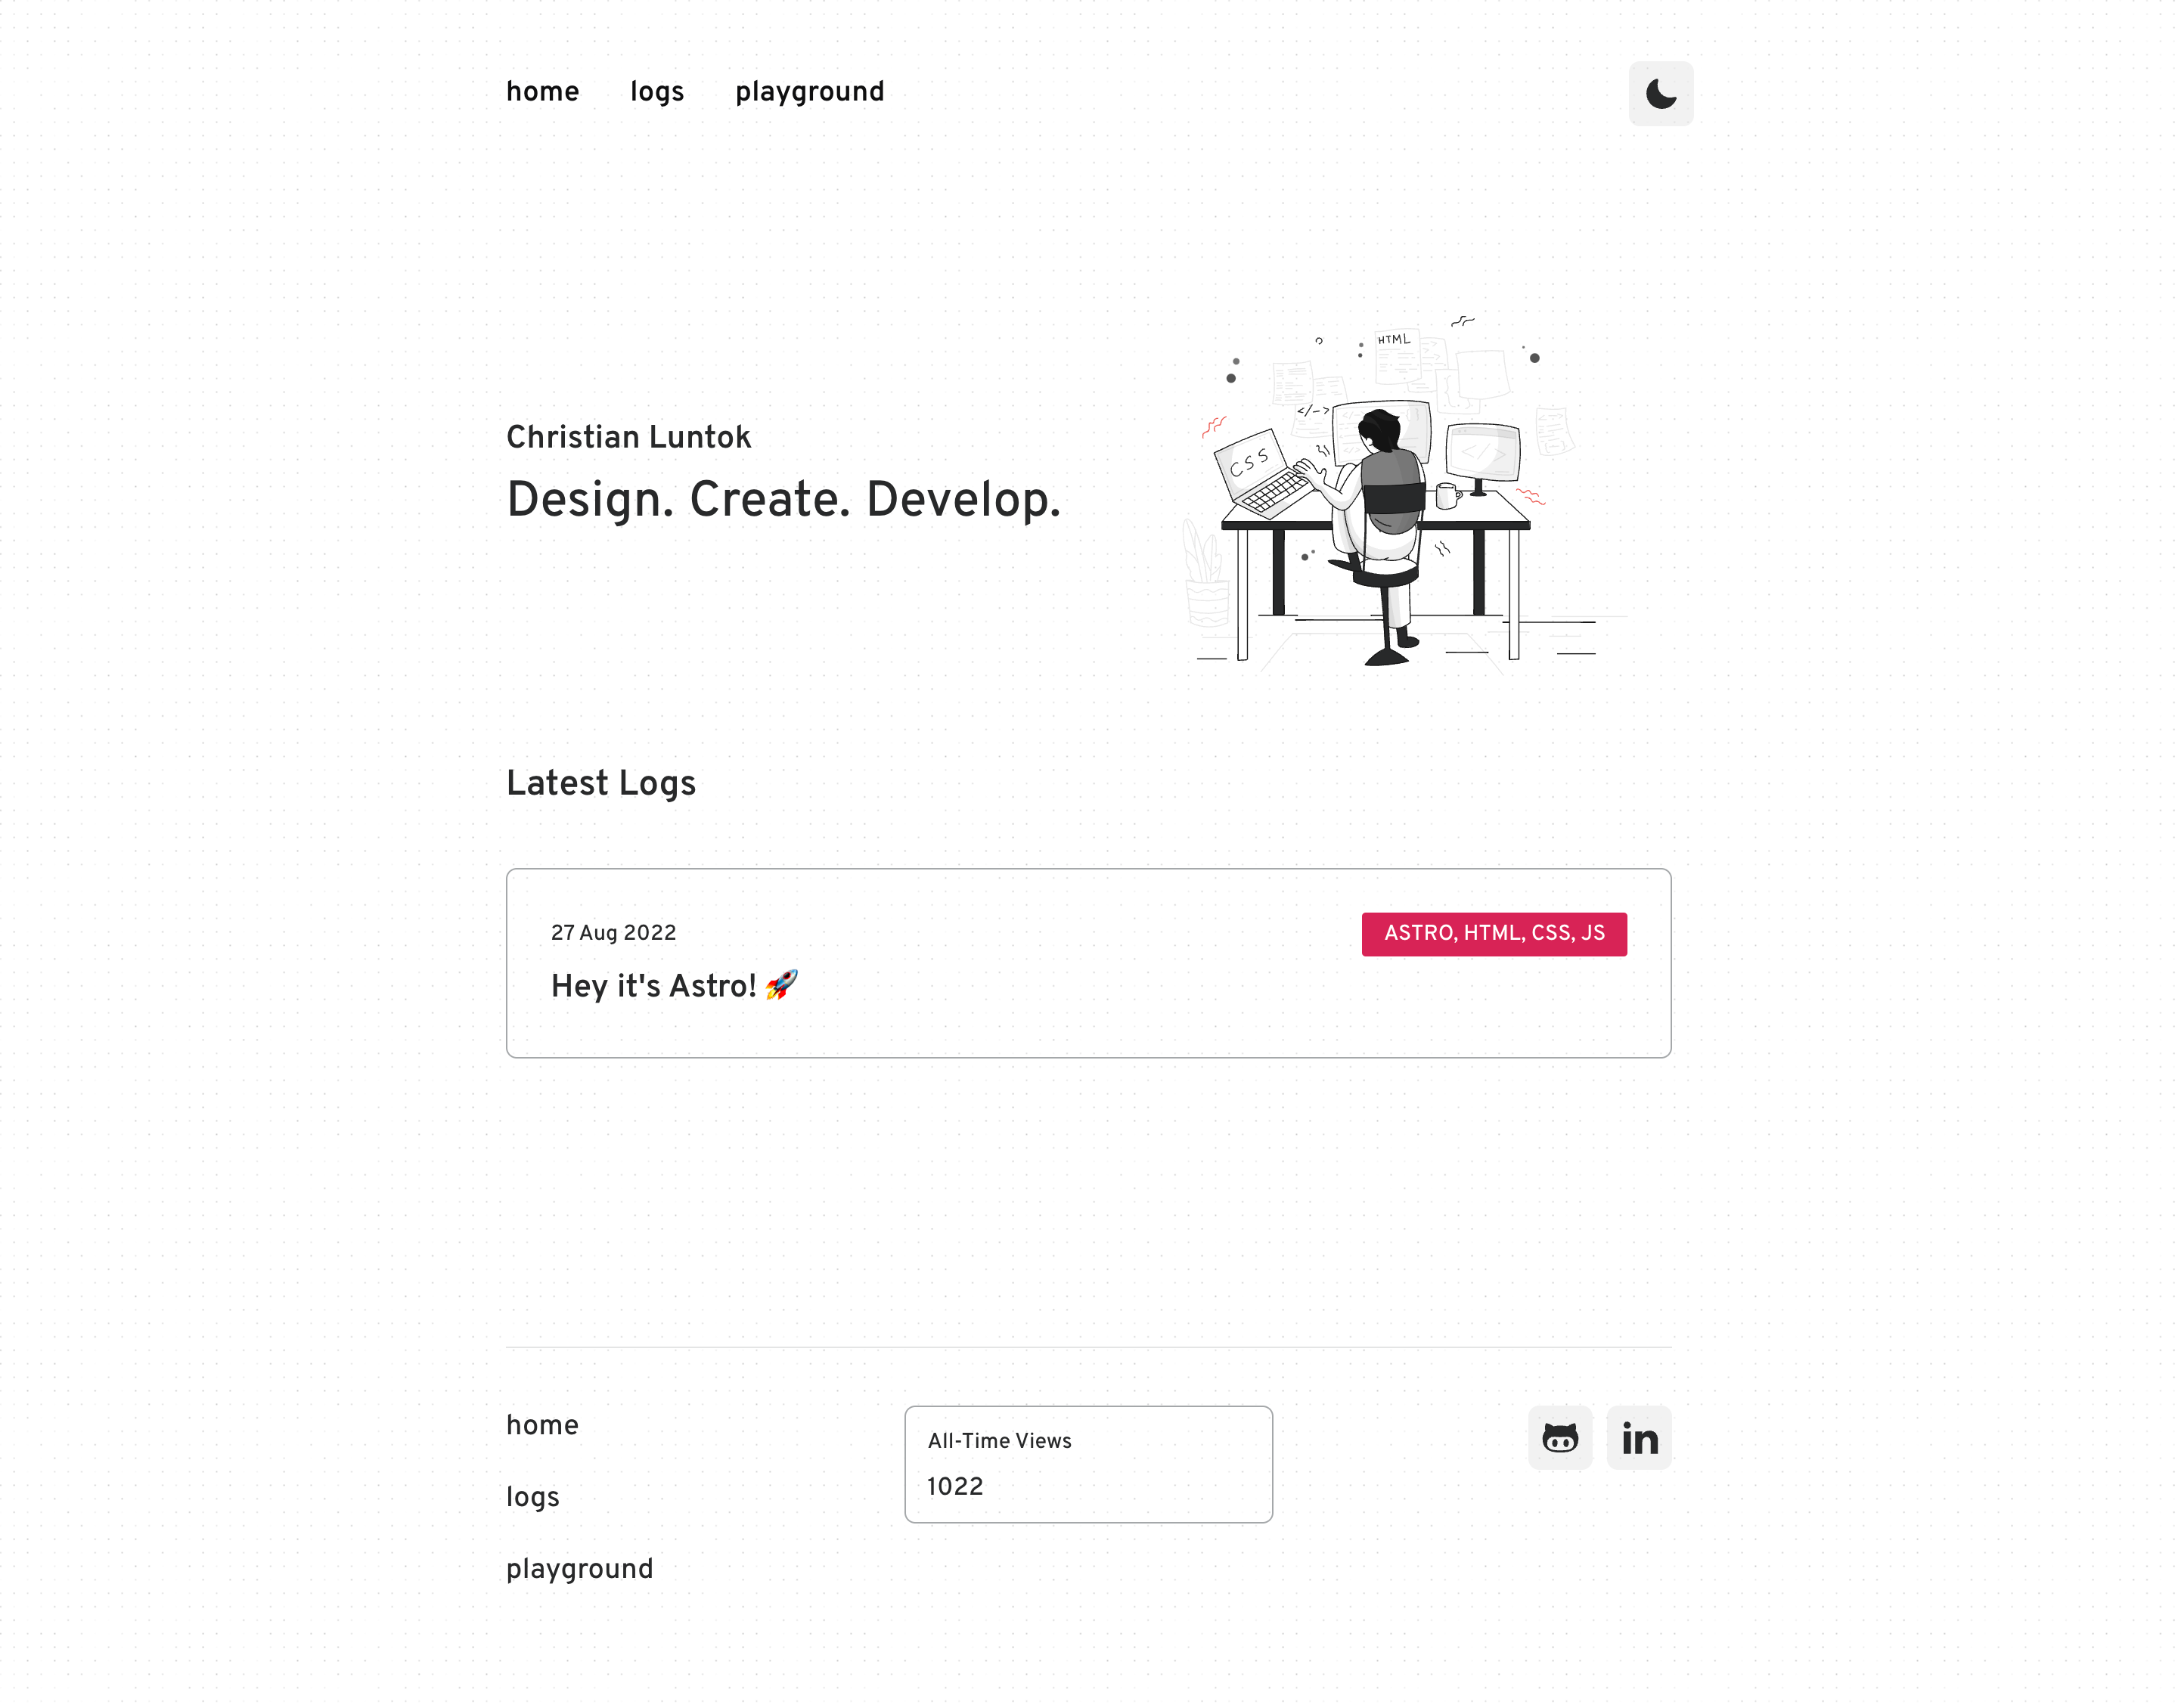 home logs playground
HTML
</->
CSS
</>
Christian Luntok
Design. Create. Develop.
Latest Logs
27 Aug 2022
ASTRO, HTML, CSS, JS
Hey it's Astro! 🚀
home
logs
playground
All-Time Views
1022
in